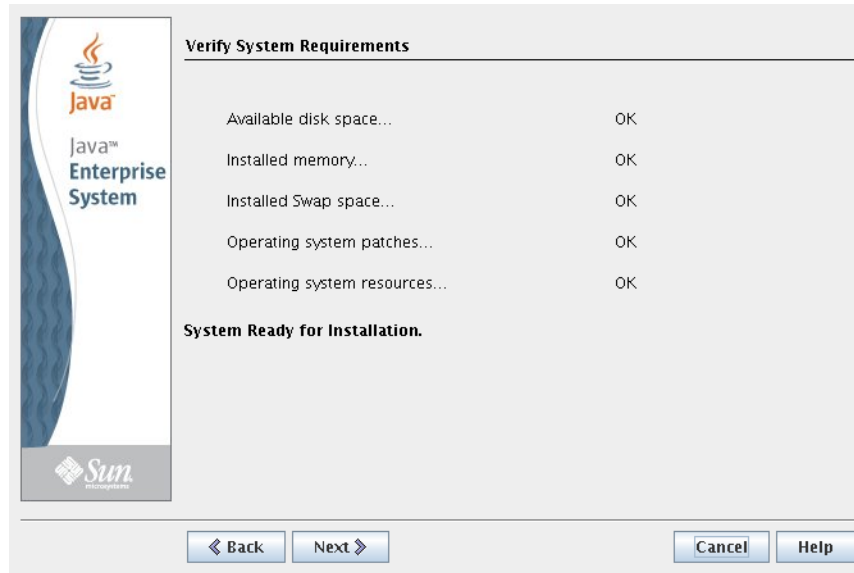 Java™
Java™
Enterprise
System
Sun
microsystems
Verify System Requirements
Available disk space... OK
Installed memory... OK
Installed Swap space... OK
Operating system patches... OK
Operating system resources... OK
System Ready for Installation.
Back Next Cancel Help